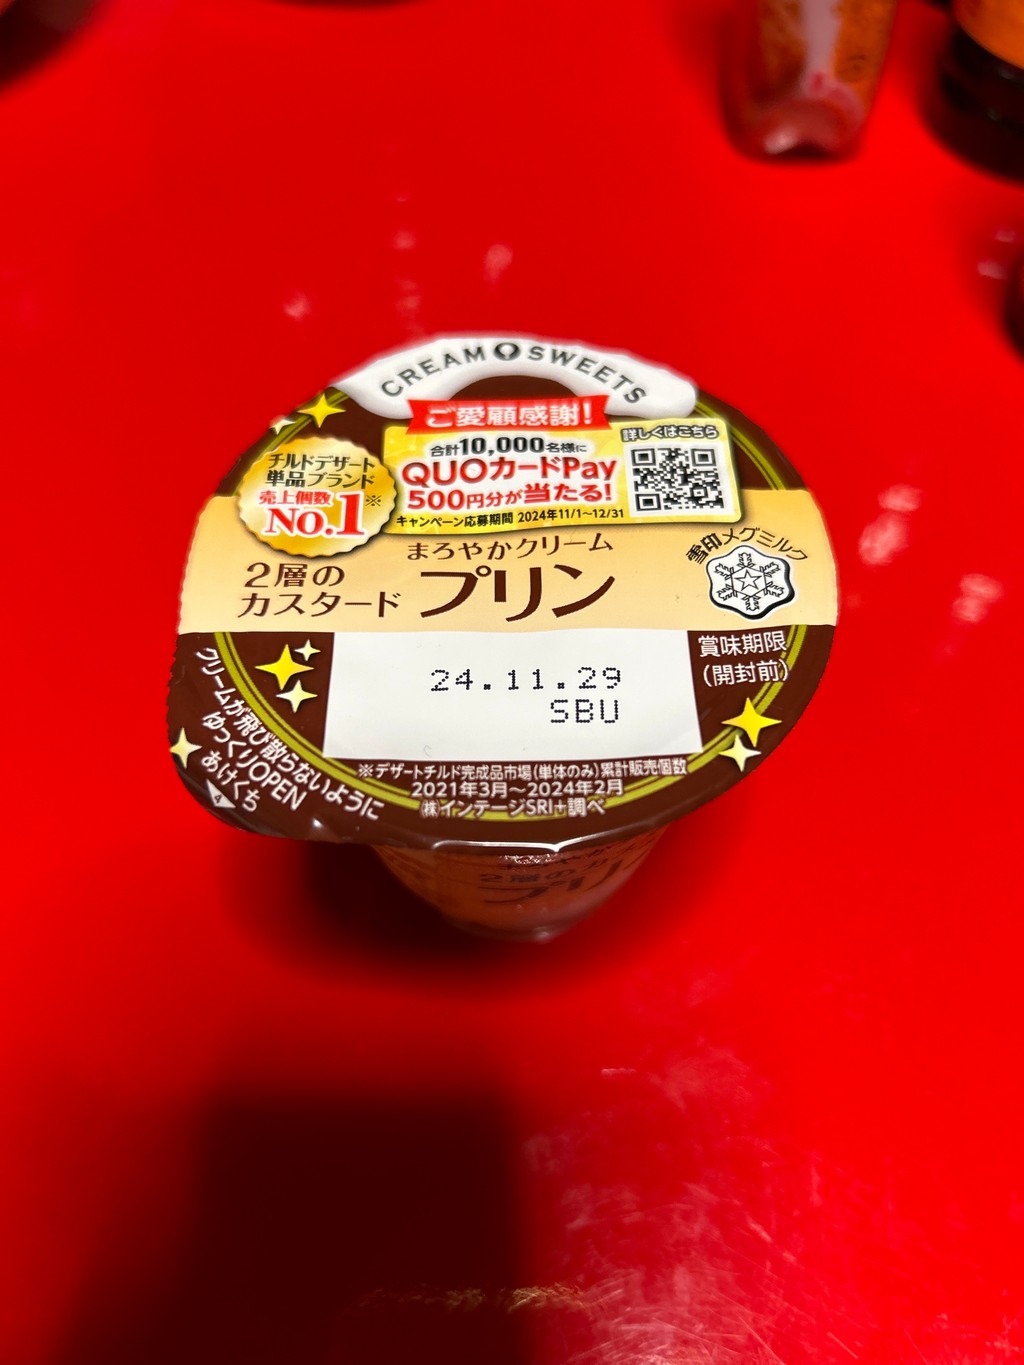 CREAM SWEETS
ご愛顧感謝!
合計10,000名様に
QUOカードPay
500円分が当たる!
キャンペーン応募期間 2024年11/1~12/31
詳しくはこちら
チルドデザート
単品ブランド
売上個数
No.1※
まろやかクリーム
2層の
カスタード
プリン
雪印メグミルク
賞味期限
(開封前)
24.11.29
SBU
クリームが飛び散らないように
ゆっくりOPEN
あけくち
※デザートチルド完成品市場(単体のみ)累計販売個数
2021年3月~2024年2月
(株)インテージSRI+調べ
2層の
プリ